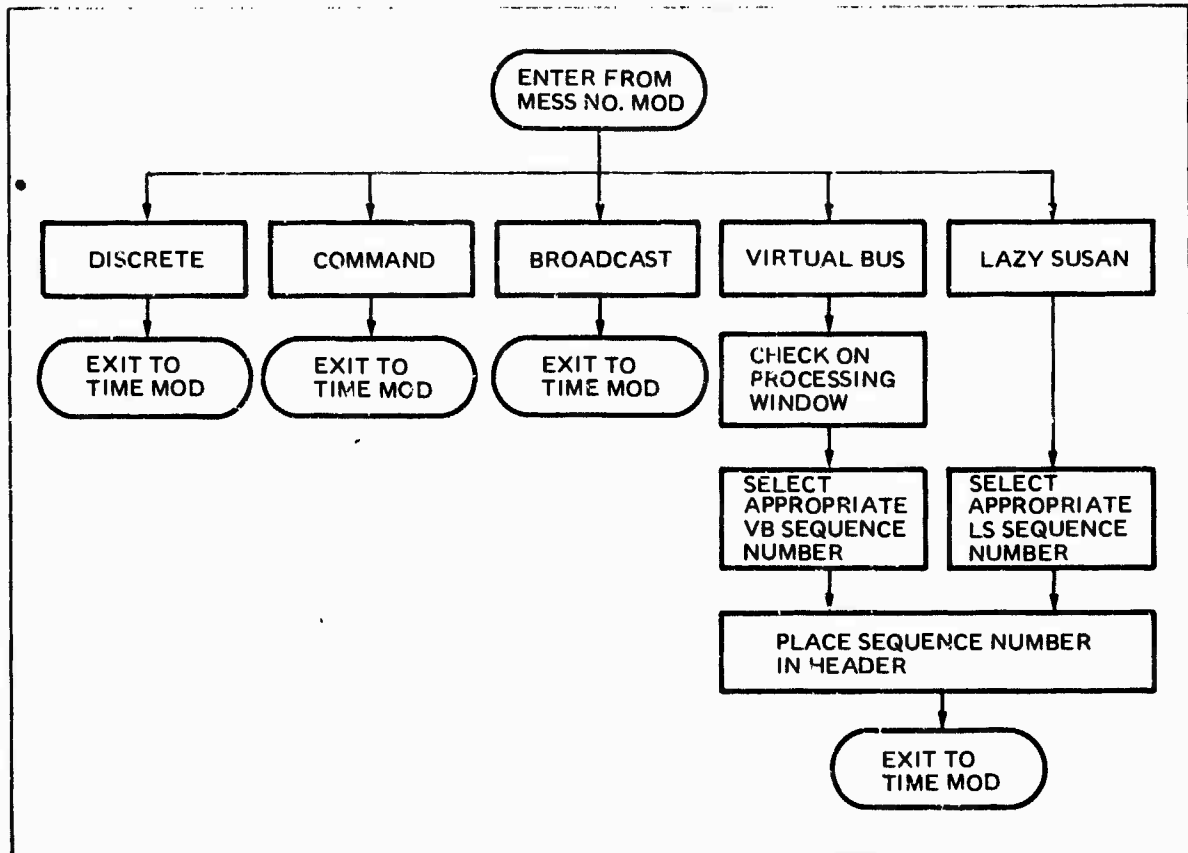 ENTER FROM
MESS NO. MOD
DISCRETE
COMMAND
BROADCAST
VIRTUAL BUS
LAZY SUSAN
EXIT TO
TIME MOD
EXIT TO
TIME MOD
EXIT TO
TIME MOD
CHECK ON
PROCESSING
WINDOW
SELECT
APPROPRIATE
VB SEQUENCE
NUMBER
SELECT
APPROPRIATE
LS SEQUENCE
NUMBER
PLACE SEQUENCE NUMBER
IN HEADER
EXIT TO
TIME MOD